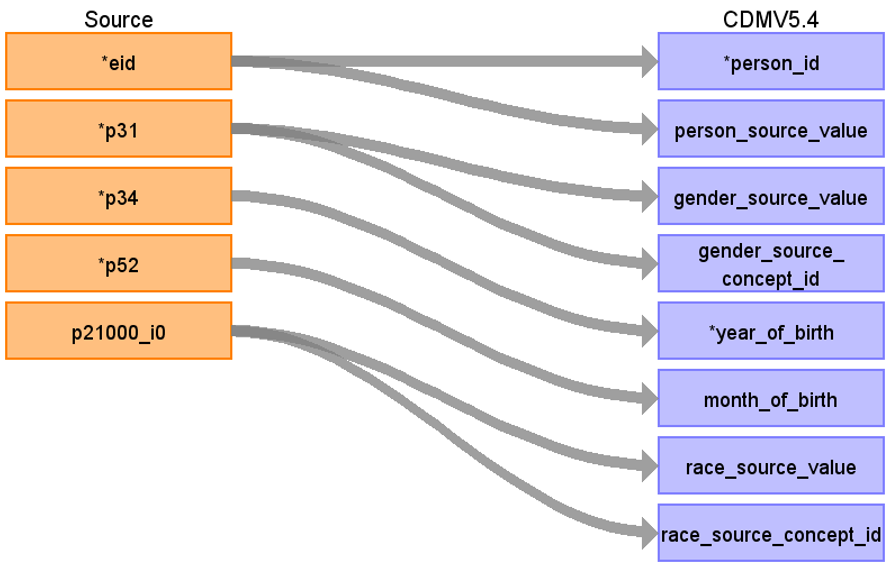 Source
CDMV5.4
*eid
*person_id
*p31
person_source_value
*p34
gender_source_value
*p52
gender_source_
concept_id
p21000_i0
*year_of_birth
month_of_birth
race_source_value
race_source_concept_id